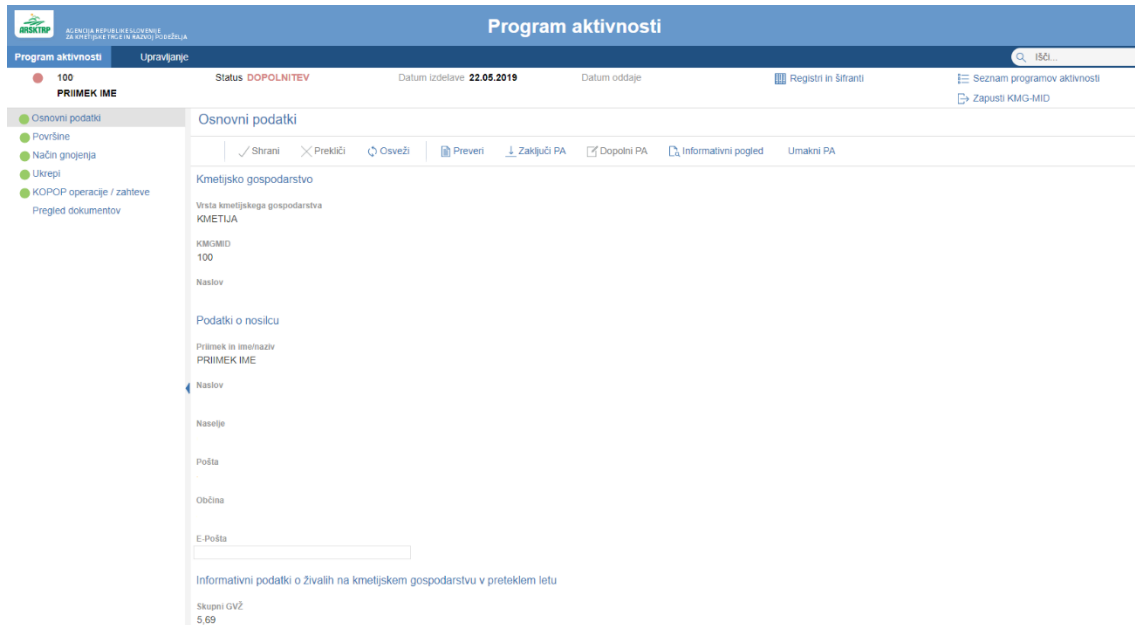 ARSKTRP
AGENCIJA REPUBLIKE SLOVENIJE
ZA KMETIJSKE TRGE IN RAZVOJ PODEŽELJA
Program aktivnosti
Program aktivnosti Upravljanje Išči...
100 Status DOPOLNITEV Datum izdelave 22.05.2019 Datum oddaje Registri in šifranti Seznam programov aktivnosti
PRIIMEK IME Zapusti KMG-MID
Osnovni podatki
Površine
Način gnojenja
Ukrepi
KOPOP operacije / zahteve
Pregled dokumentov
Osnovni podatki
Shrani Prekliči Osveži Preveri Zaključi PA Dopolni PA Informativni pogled Umakni PA
Kmetijsko gospodarstvo
Vrsta kmetijskega gospodarstva
KMETIJA
KMGMID
100
Naslov
Podatki o nosilcu
Priimek in ime/naziv
PRIIMEK IME
Naslov
Naselje
Pošta
Občina
E-Pošta
Informativni podatki o živalih na kmetijskem gospodarstvu v preteklem letu
Skupni GVŽ
5,69